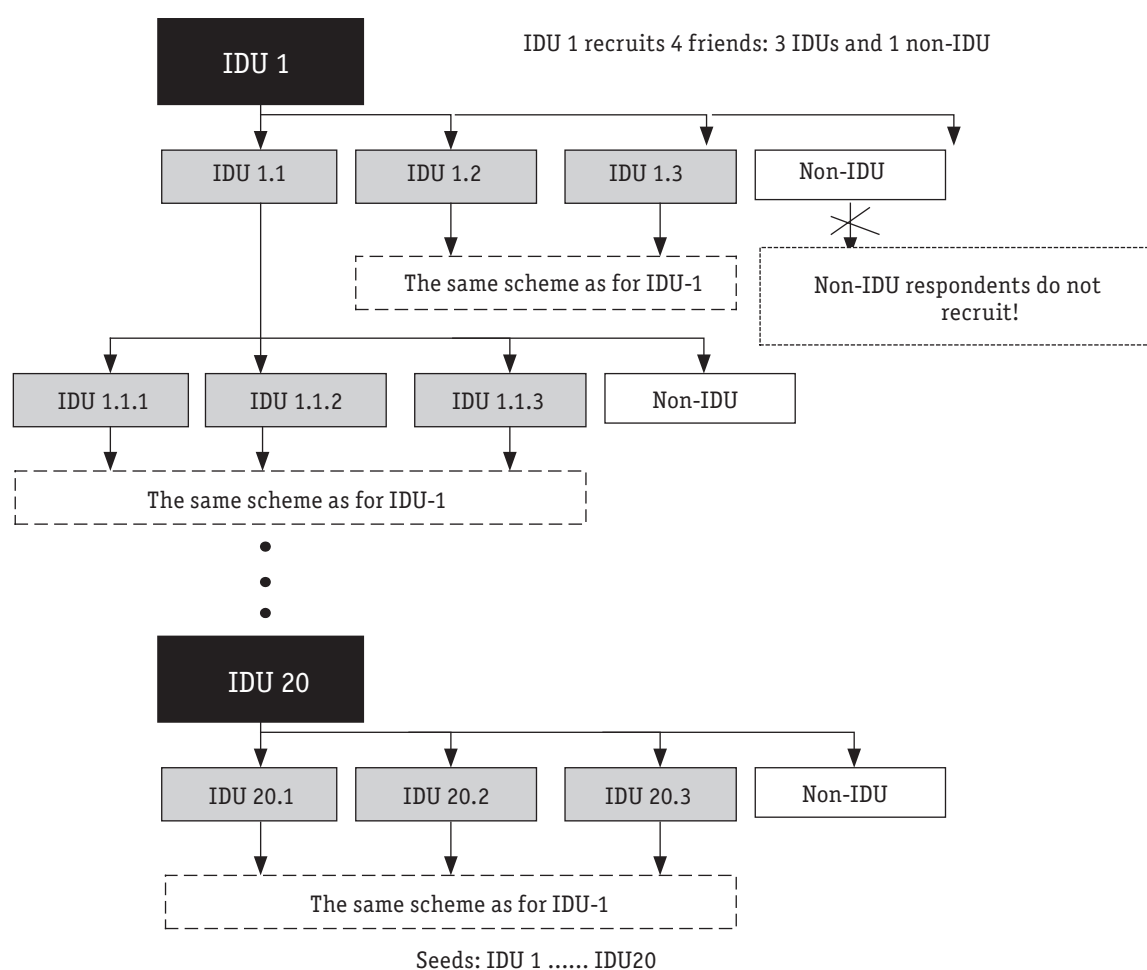 IDU 1
IDU 1 recruits 4 friends: 3 IDUs and 1 non-IDU
IDU 1.1
IDU 1.2
IDU 1.3
Non-IDU
The same scheme as for IDU-1
Non-IDU respondents do not
recruit!
IDU 1.1.1
IDU 1.1.2
IDU 1.1.3
Non-IDU
The same scheme as for IDU-1
IDU 20
IDU 20.1
IDU 20.2
IDU 20.3
Non-IDU
The same scheme as for IDU-1
Seeds: IDU 1 ...... IDU20